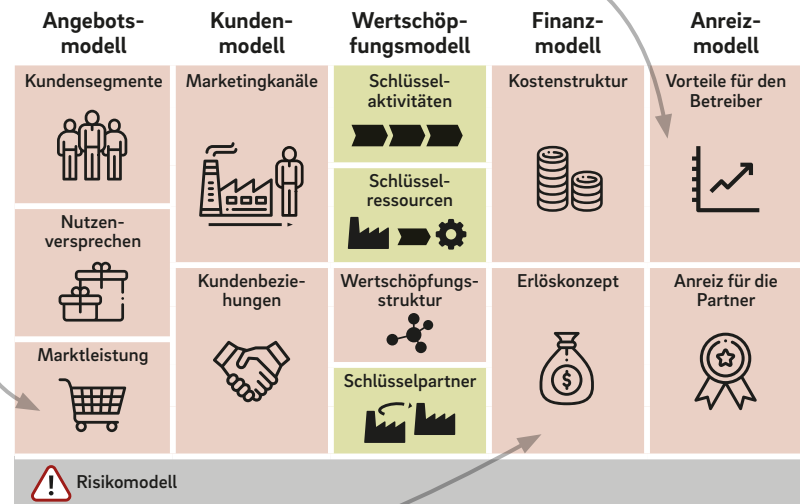 Angebots-
modell
Kunden-
modell
Wertschöp-
fungsmodell
Finanz-
modell
Anreiz-
modell
Kundensegmente
Nutzen-
versprechen
Marktleistung
Marketingkanäle
Kundenbezie-
hungen
Schlüssel-
aktivitäten
Schlüssel-
ressourcen
Wertschöpfungs-
struktur
Schlüsselpartner
Kostenstruktur
Erlöskonzept
$
Vorteile für den
Betreiber
Anreiz für die
Partner
! Risikomodell